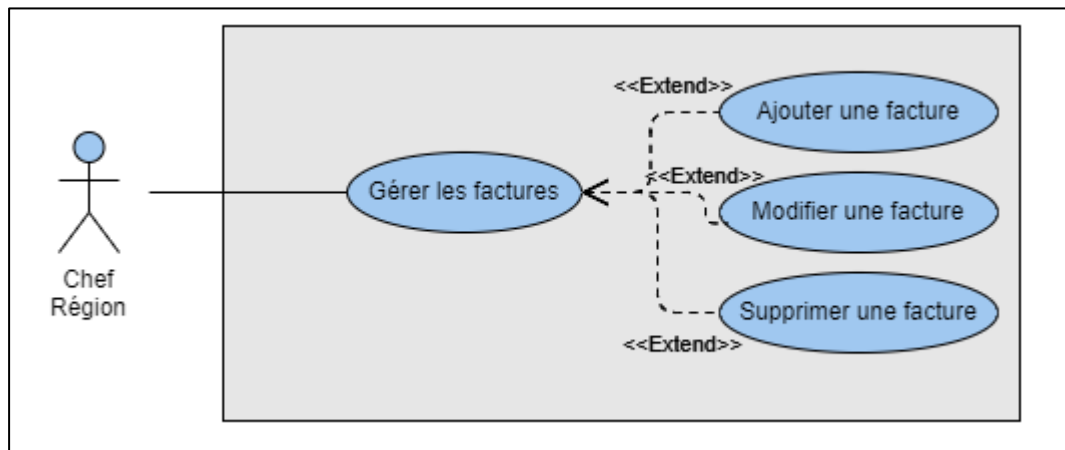 <<Extend>>
Ajouter une facture
<<Extend>>
Gérer les factures
Modifier une facture
Chef
Région
Supprimer une facture
<<Extend>>